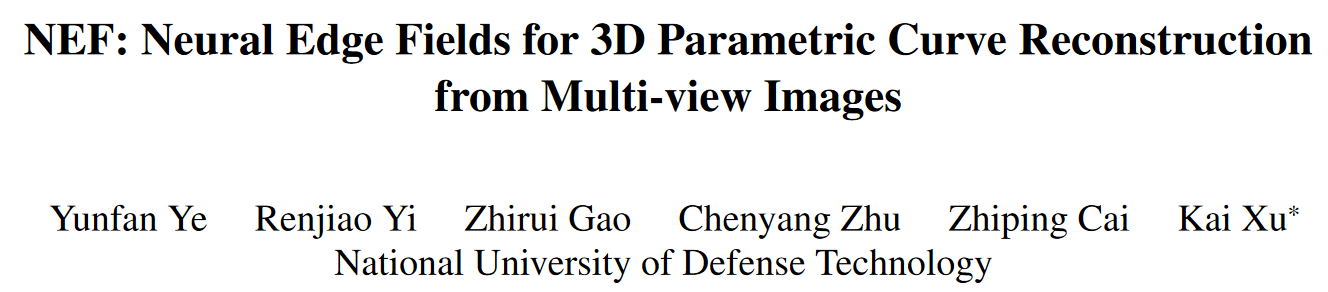 NEF: Neural Edge Fields for 3D Parametric Curve Reconstruction
from Multi-view Images
Yunfan Ye Renjiao Yi Zhirui Gao Chenyang Zhu Zhiping Cai Kai Xu*
National University of Defense Technology